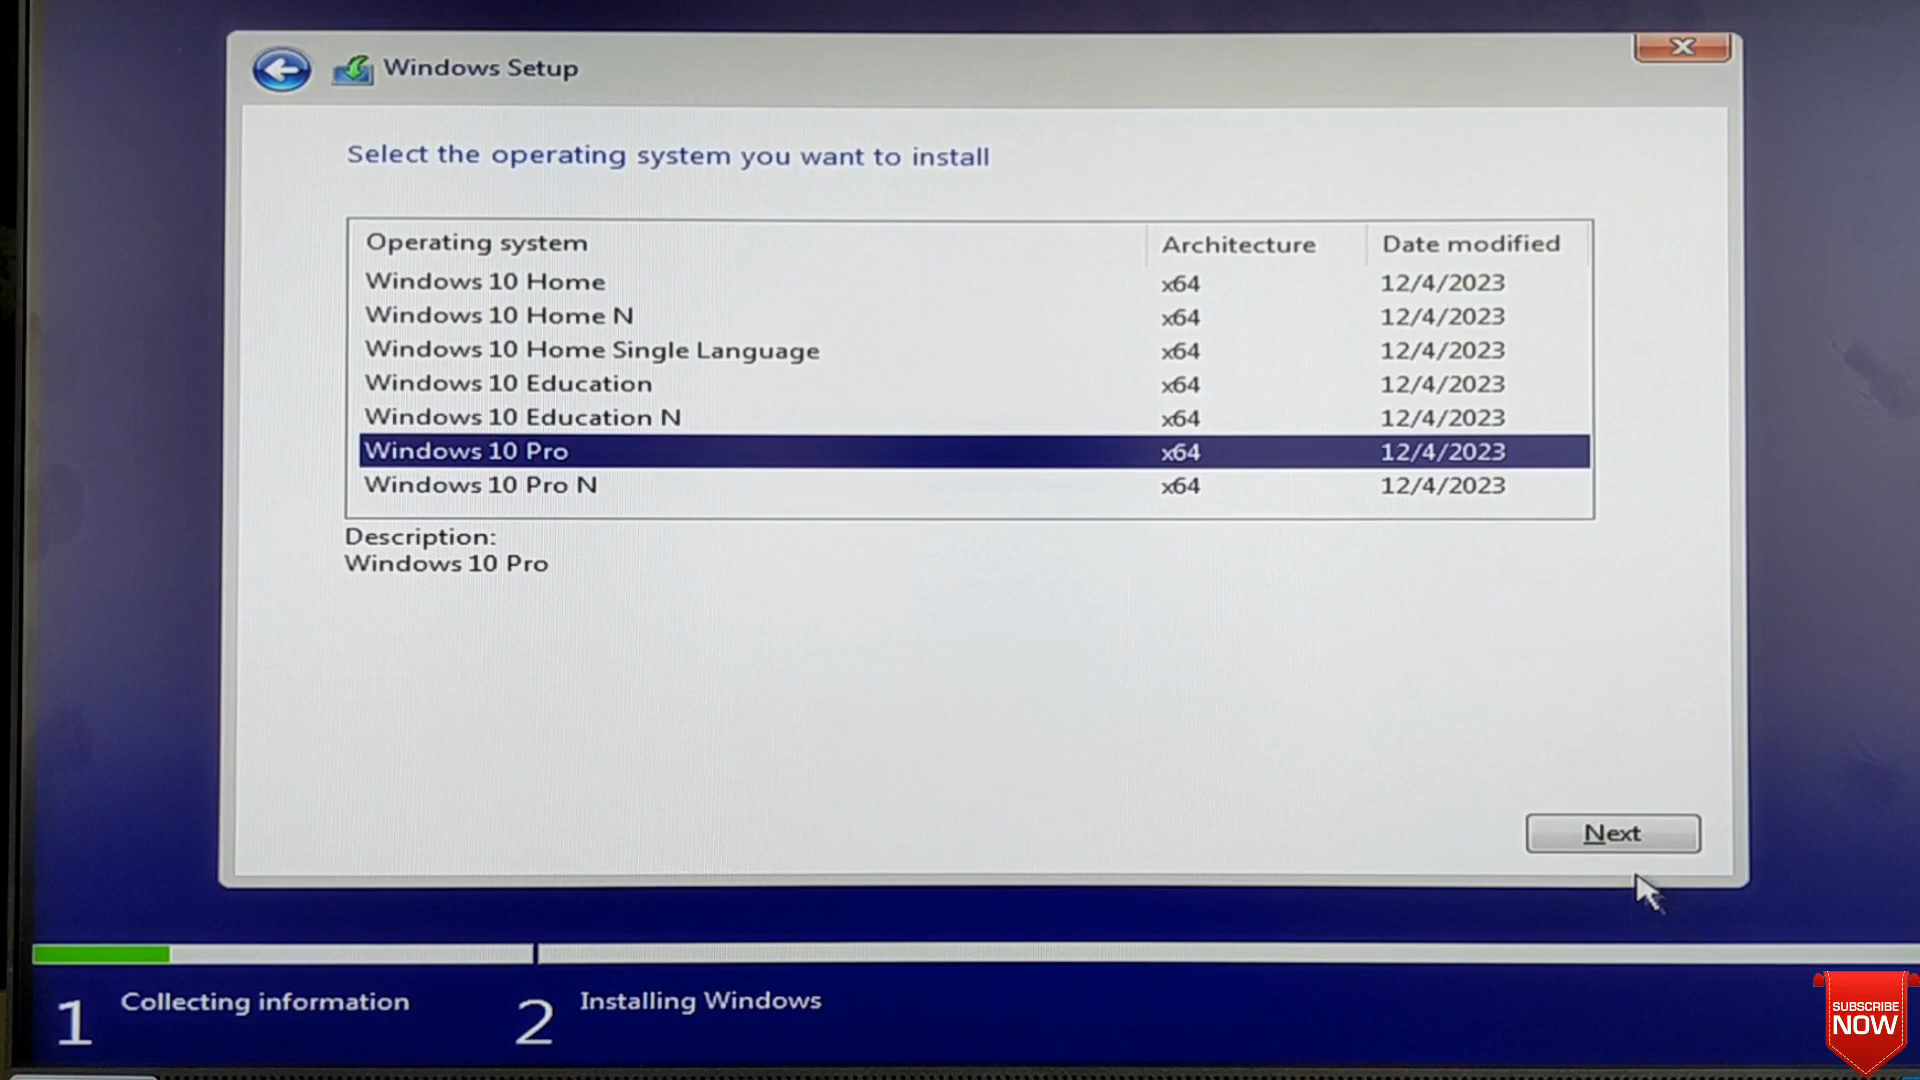 Windows Setup
Select the operating system you want to install
Operating system Architecture Date modified
Windows 10 Home x64 12/4/2023
Windows 10 Home N x64 12/4/2023
Windows 10 Home Single Language x64 12/4/2023
Windows 10 Education x64 12/4/2023
Windows 10 Education N x64 12/4/2023
Windows 10 Pro x64 12/4/2023
Windows 10 Pro N x64 12/4/2023
Description:
Windows 10 Pro
Next
1 Collecting information 2 Installing Windows
SUBSCRIBE
NOW